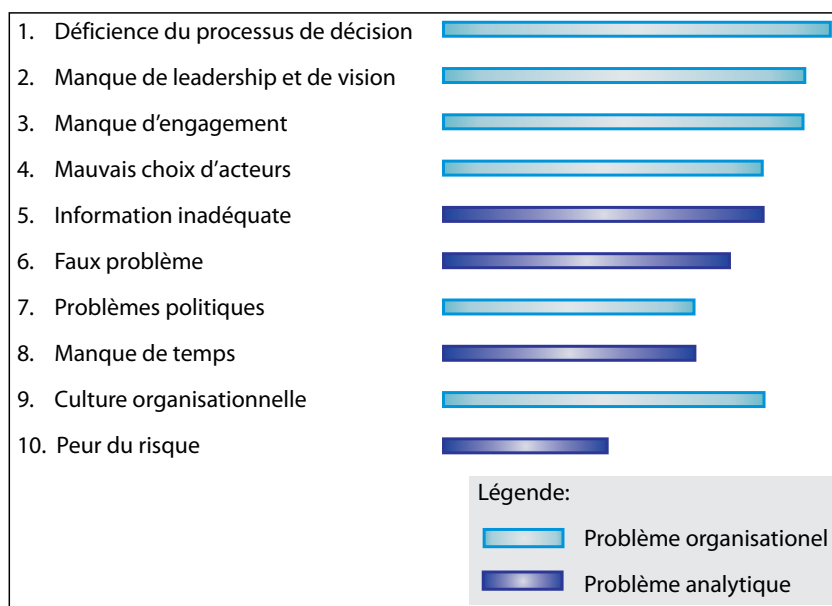 1. Déficience du processus de décision
2. Manque de leadership et de vision
3. Manque d'engagement
4. Mauvais choix d'acteurs
5. Information inadéquate
6. Faux problème
7. Problèmes politiques
8. Manque de temps
9. Culture organisationnelle
10. Peur du risque
Légende:
Problème organisationel
Problème analytique